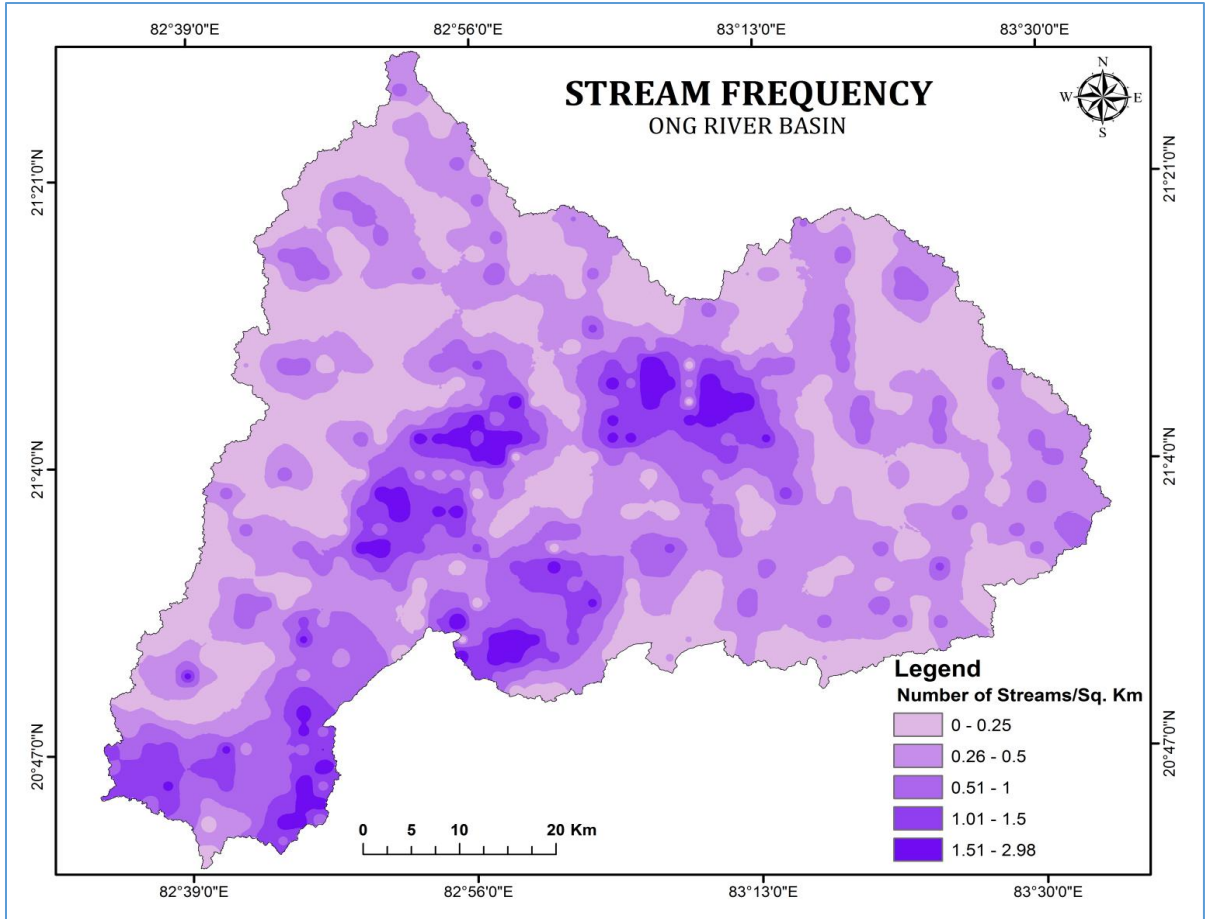 82°39'0"E 82°56'0"E 83°13'0"E 83°30'0"E
STREAM FREQUENCY
ONG RIVER BASIN
N
W E
S
21°21'0"N 21°21'0"N
21°4'0"N 21°4'0"N
20°47'0"N 20°47'0"N
Legend
Number of Streams/Sq. Km
0 - 0.25
0.26 - 0.5
0.51 - 1
1.01 - 1.5
1.51 - 2.98
0 5 10 20 Km
82°39'0"E 82°56'0"E 83°13'0"E 83°30'0"E